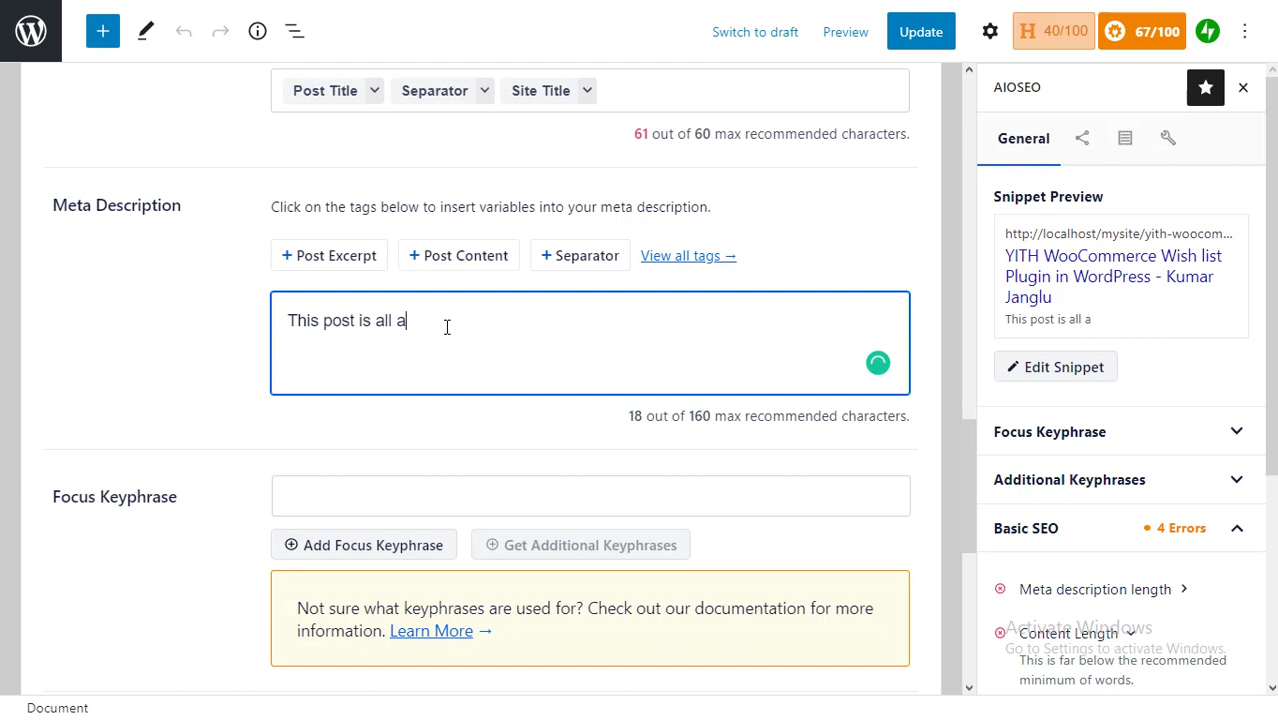 Switch to draft Preview Update H 40/100 67/100
Post Title Separator Site Title
61 out of 60 max recommended characters.
Meta Description
Click on the tags below to insert variables into your meta description.
+ Post Excerpt + Post Content + Separator View all tags →
This post is all a
18 out of 160 max recommended characters.
Focus Keyphrase
Add Focus Keyphrase Get Additional Keyphrases
Not sure what keyphrases are used for? Check out our documentation for more
information. Learn More →
Document
AIOSEO
General
Snippet Preview
http://localhost/mysite/yith-woocom...
YITH WooCommerce Wish list
Plugin in WordPress - Kumar
Janglu
This post is all a
Edit Snippet
Focus Keyphrase
Additional Keyphrases
Basic SEO 4 Errors
Meta description length
Content Length
This is far below the recommended
minimum of words.
Activate Windows
Go to Settings to activate Windows.